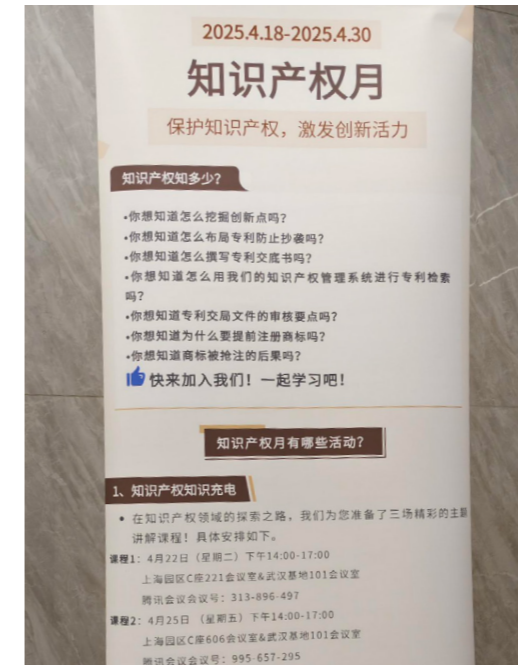 2025.4.18-2025.4.30
知识产权月
保护知识产权，激发创新活力
知识产权知多少？
•你想知道怎么挖掘创新点吗？
•你想知道怎么布局专利防止抄袭吗？
•你想知道怎么撰写专利交底书吗？
•你想知道怎么用我们的知识产权管理系统进行专利检索
吗？
•你想知道专利交局文件的审核要点吗？
•你想知道为什么要提前注册商标吗？
•你想知道商标被抢注的后果吗？
快来加入我们！一起学习吧！
知识产权月有哪些活动？
1、知识产权知识充电
• 在知识产权领域的探索之路，我们为您准备了三场精彩的主题
讲解课程！具体安排如下。
课程1：4月22日（星期二）下午14:00-17:00
上海园区C座221会议室&武汉基地101会议室
腾讯会议会议号：313-896-497
课程2：4月25日 （星期五）下午14:00-17:00
上海园区C座606会议室&武汉基地101会议室
腾讯会议会议号：995-657-295